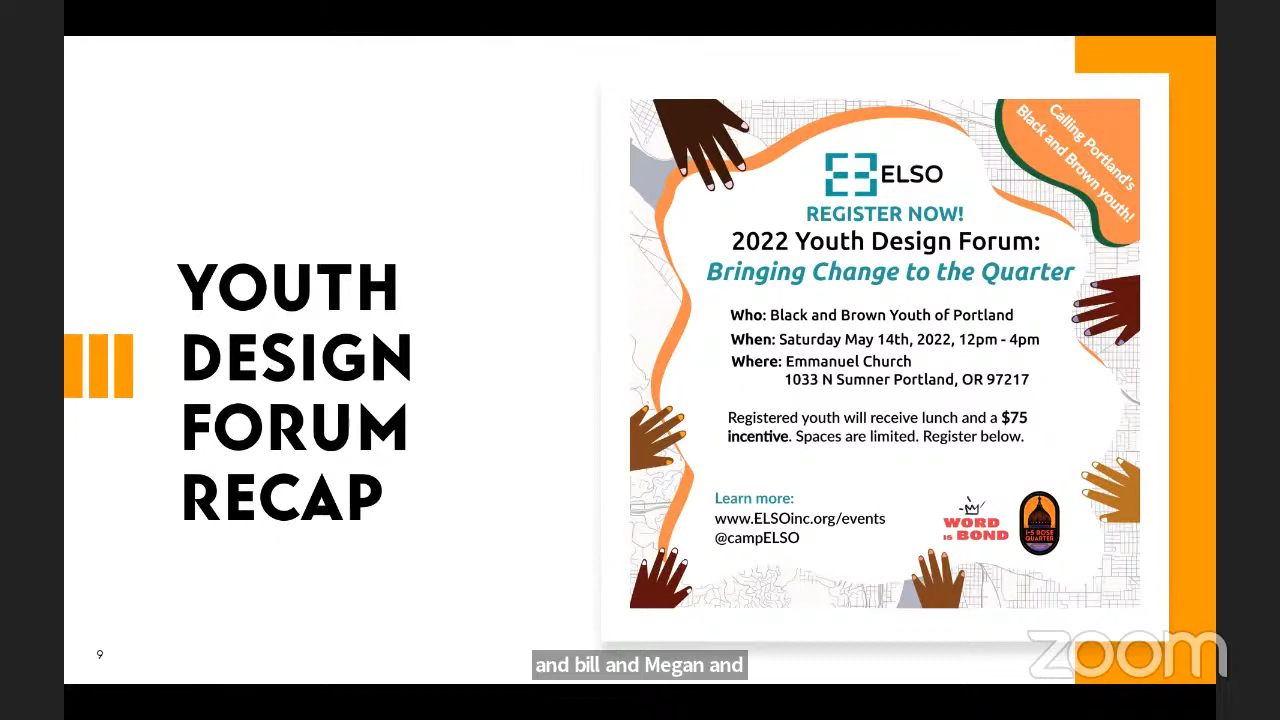 YOUTH
DESIGN
FORUM
RECAP
9
Calling Portland's
Black and Brown youth!
ELSO
REGISTER NOW!
2022 Youth Design Forum:
Bringing Change to the Quarter
Who: Black and Brown Youth of Portland
When: Saturday May 14th, 2022, 12pm - 4pm
Where: Emmanuel Church
1033 N Sumner Portland, OR 97217
Registered youth will receive lunch and a $75
incentive. Spaces are limited. Register below.
Learn more:
www.ELSOinc.org/events
@campELSO
WORD
IS BOND
I-5 ROSE
QUARTER
and bill and Megan and
zoom